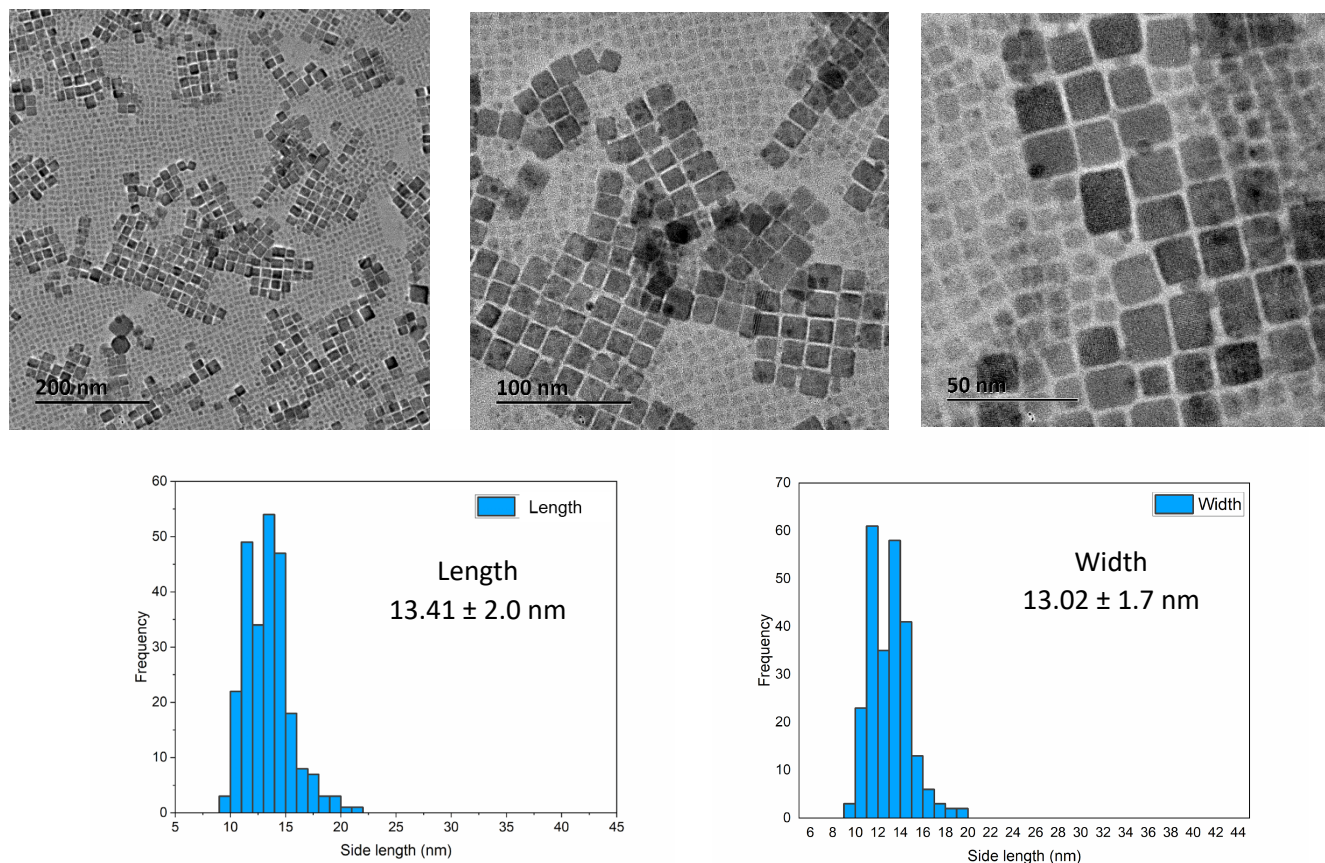 200 nm
100 nm
50 nm
Length
Length
13.41 ± 2.0 nm
Frequency
0
10
20
30
40
50
60
5
10
15
20
25
30
35
40
45
Side length (nm)
Width
Width
13.02 ± 1.7 nm
Frequency
0
10
20
30
40
50
60
70
6 8 10 12 14 16 18 20 22 24 26 28 30 32 34 36 38 40 42 44
Side length (nm)